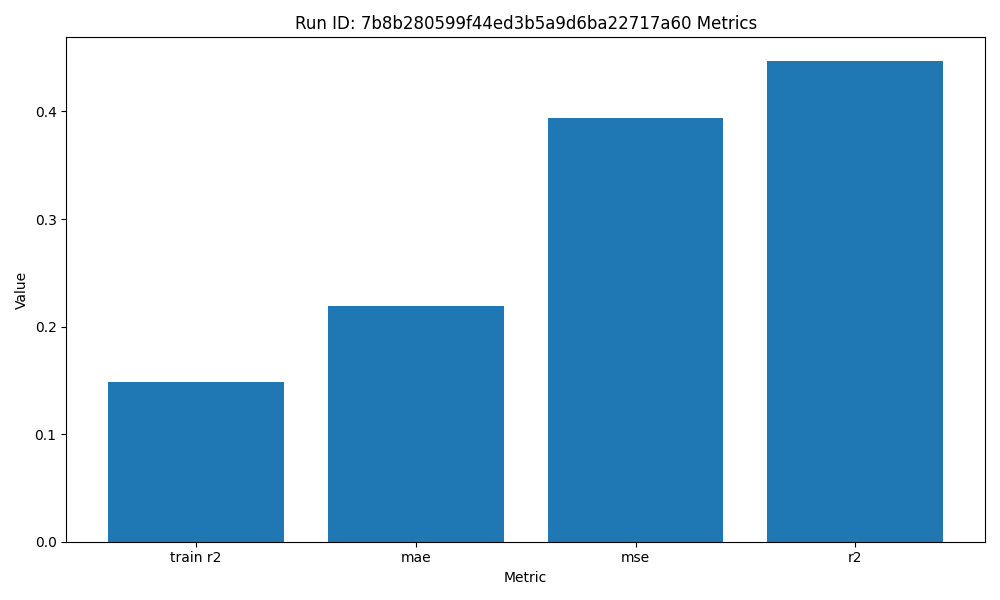 Run ID: 7b8b280599f44ed3b5a9d6ba22717a60 Metrics
Value
0.4
0.3
0.2
0.1
0.0
train r2
mae
mse
r2
Metric